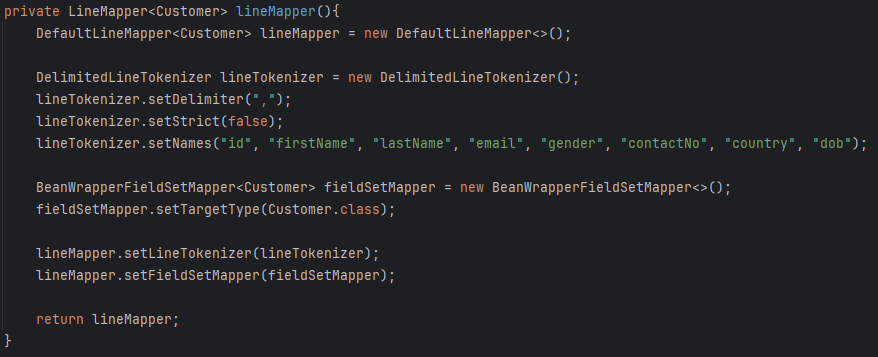 private LineMapper<Customer> lineMapper(){
DefaultLineMapper<Customer> lineMapper = new DefaultLineMapper<>();
DelimitedLineTokenizer lineTokenizer = new DelimitedLineTokenizer();
lineTokenizer.setDelimiter(",");
lineTokenizer.setStrict(false);
lineTokenizer.setNames("id", "firstName", "lastName", "email", "gender", "contactNo", "country", "dob");
BeanWrapperFieldSetMapper<Customer> fieldSetMapper = new BeanWrapperFieldSetMapper<>();
fieldSetMapper.setTargetType(Customer.class);
lineMapper.setLineTokenizer(lineTokenizer);
lineMapper.setFieldSetMapper(fieldSetMapper);
return lineMapper;
}